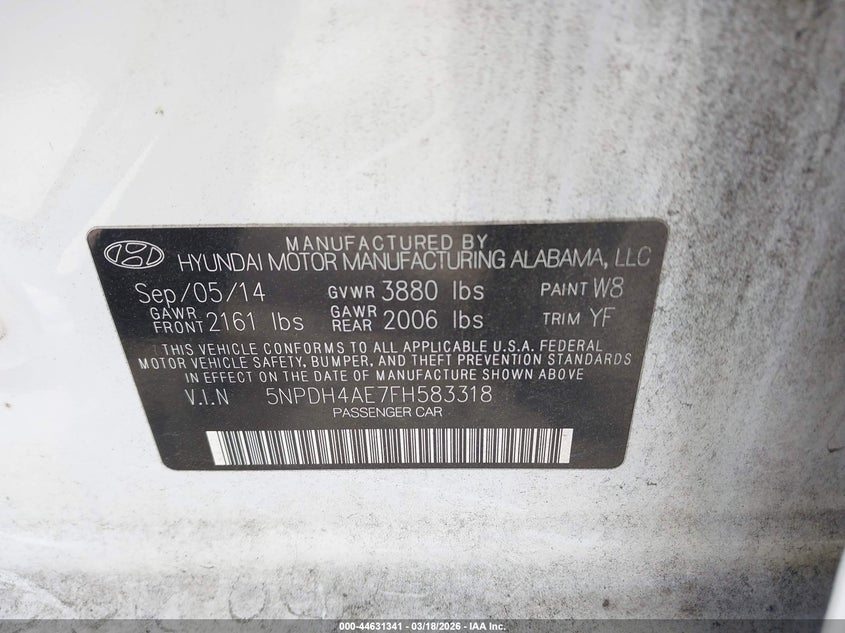 MANUFACTURED BY
HYUNDAI MOTOR MANUFACTURING ALABAMA, LLC
Sep/05/14 GVWR 3880 lbs PAINT W8
GAWR FRONT 2161 lbs GAWR REAR 2006 lbs TRIM YF
THIS VEHICLE CONFORMS TO ALL APPLICABLE U.S.A. FEDERAL
MOTOR VEHICLE SAFETY, BUMPER, AND THEFT PREVENTION STANDARDS
IN EFFECT ON THE DATE OF MANUFACTURE SHOWN ABOVE
V.I.N 5NPDH4AE7FH583318
PASSENGER CAR
000-44631341 - 03/18/2026 - IAA Inc.